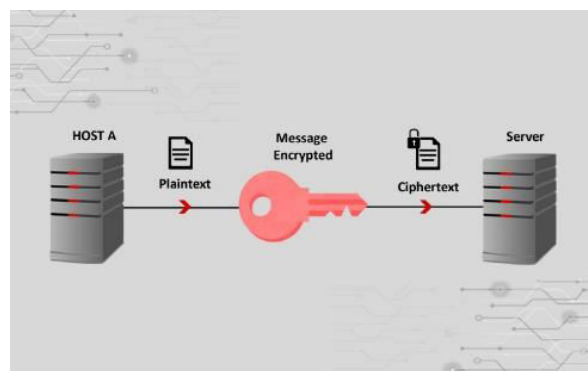 HOST A
Plaintext
Message
Encrypted
Ciphertext
Server